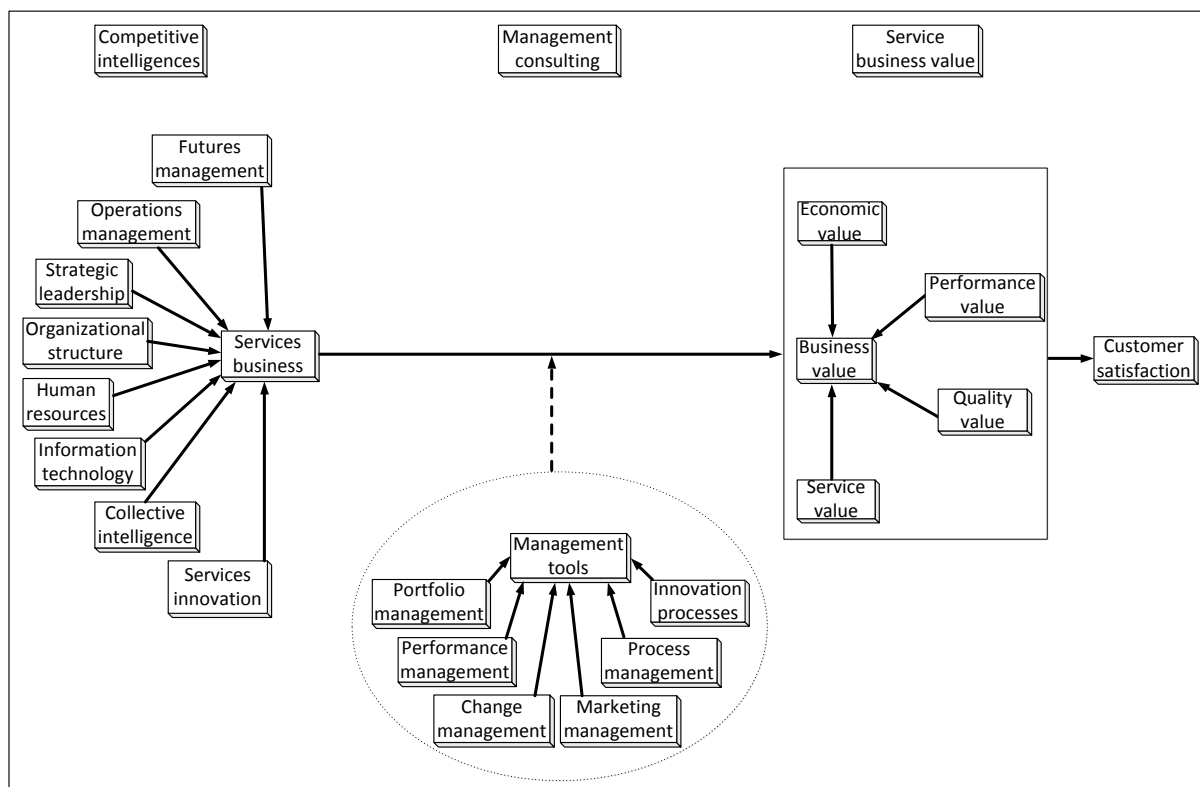 Competitive
intelligences
Management
consulting
Service
business value
Futures
management
Operations
management
Strategic
leadership
Organizational
structure
Human
resources
Information
technology
Collective
intelligence
Services
innovation
Services
business
Management
tools
Portfolio
management
Performance
management
Change
management
Marketing
management
Process
management
Innovation
processes
Economic
value
Performance
value
Business
value
Quality
value
Service
value
Customer
satisfaction